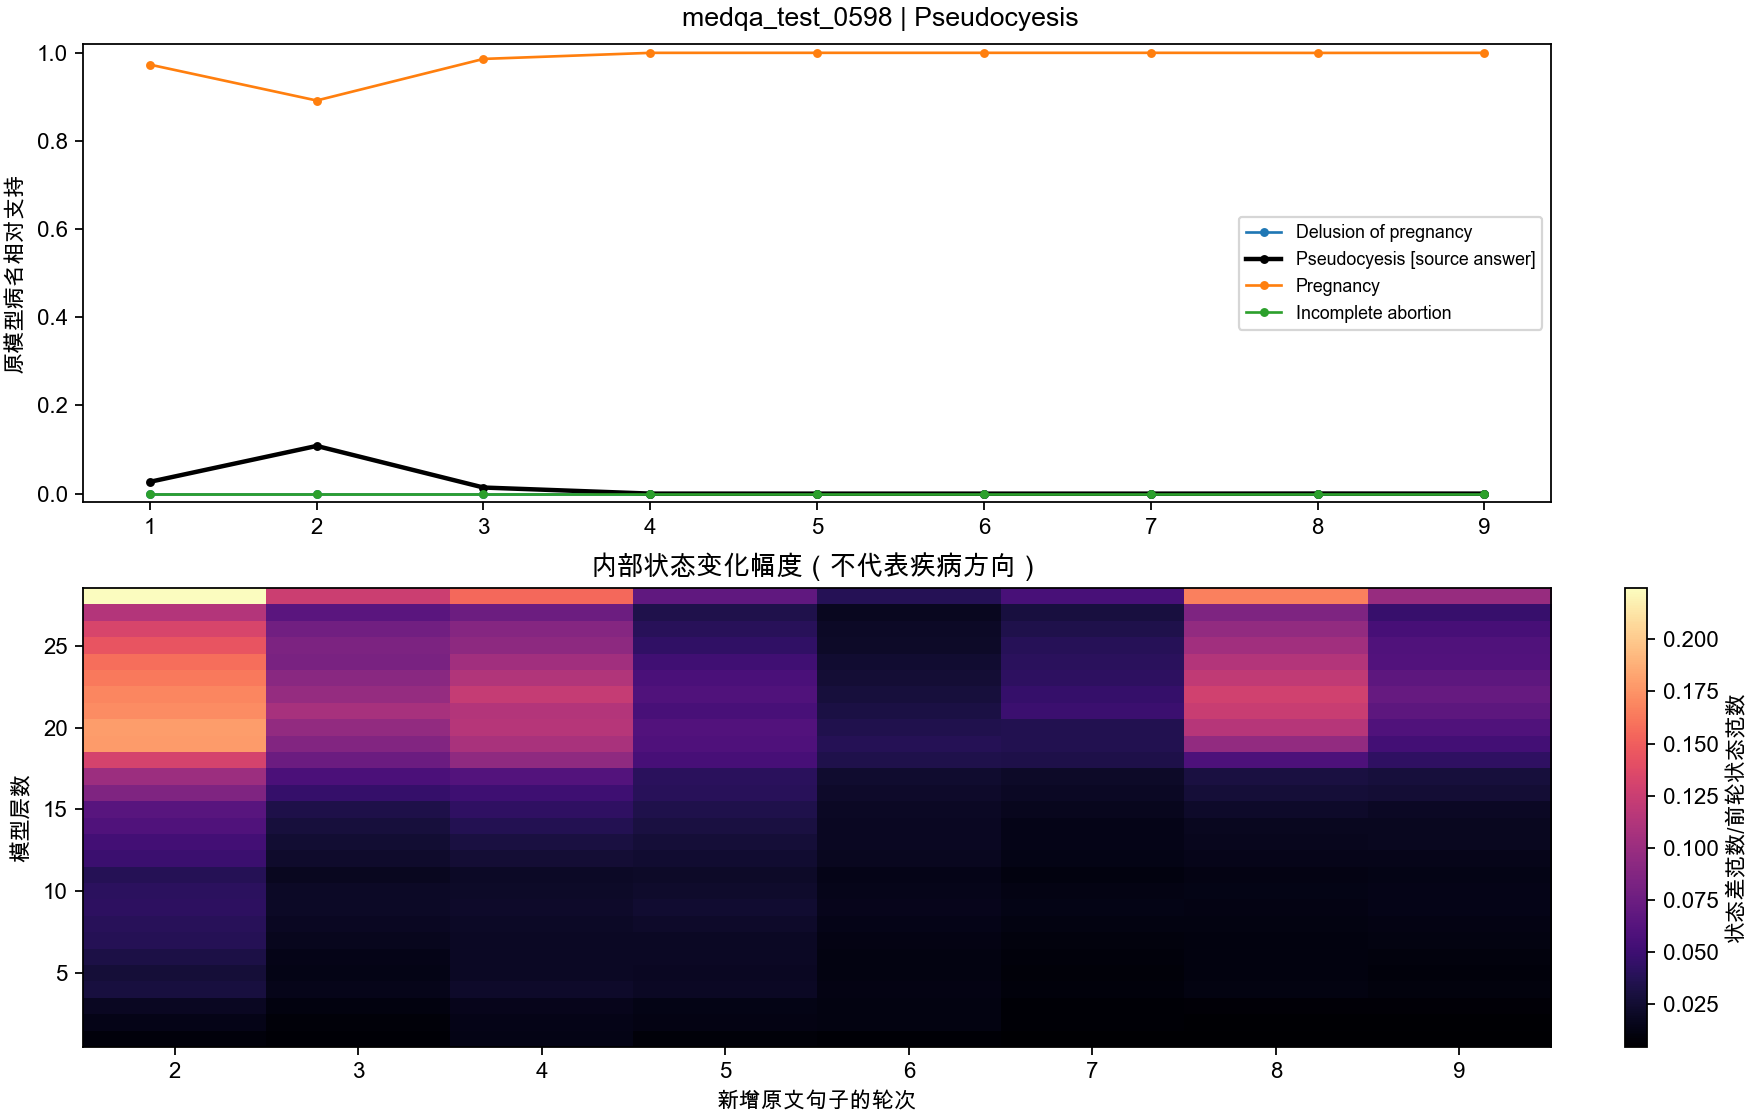 medqa_test_0598 | Pseudocyesis
原模型病名相对支持
1.0
0.8
0.6
0.4
0.2
0.0
Delusion of pregnancy
Pseudocyesis [source answer]
Pregnancy
Incomplete abortion
1 2 3 4 5 6 7 8 9
内部状态变化幅度（不代表疾病方向）
模型层数
25
20
15
10
5
2 3 4 5 6 7 8 9
新增原文句子的轮次
0.200
0.175
0.150
0.125
0.100
0.075
0.050
0.025
状态差范数/前轮状态范数